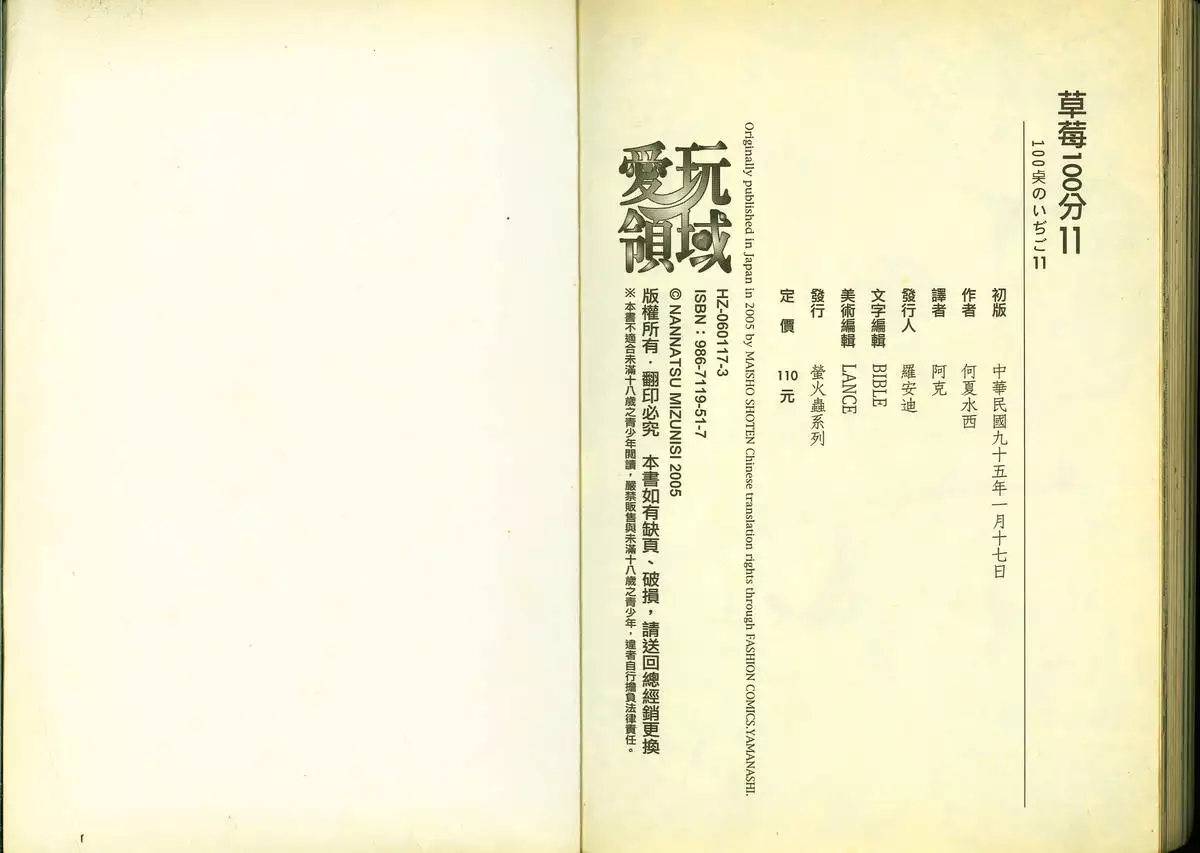 草莓100分 11
100点のいぢご 11
初版 中華民國九十五年一月十七日
作者 何夏水西
譯者 阿克
發行人 羅安迪
文字編輯 BIBLE
美術編輯 LANCE
發行 螢火蟲系列
定價 110元
Originally published in Japan in 2005 by MAISHO SHOTEN Chinese translation rights through FASHION COMICS.YAMANASHI.
玩域
愛領
HZ-060117-3
ISBN：986-7119-51-7
© NANNATSU MIZUNISI 2005
版權所有．翻印必究 本書如有缺頁、破損，請送回總經銷更換
※本書不適合未滿十八歲之青少年閱讀，嚴禁販售與未滿十八歲之青少年，違者自行擔負法律責任。